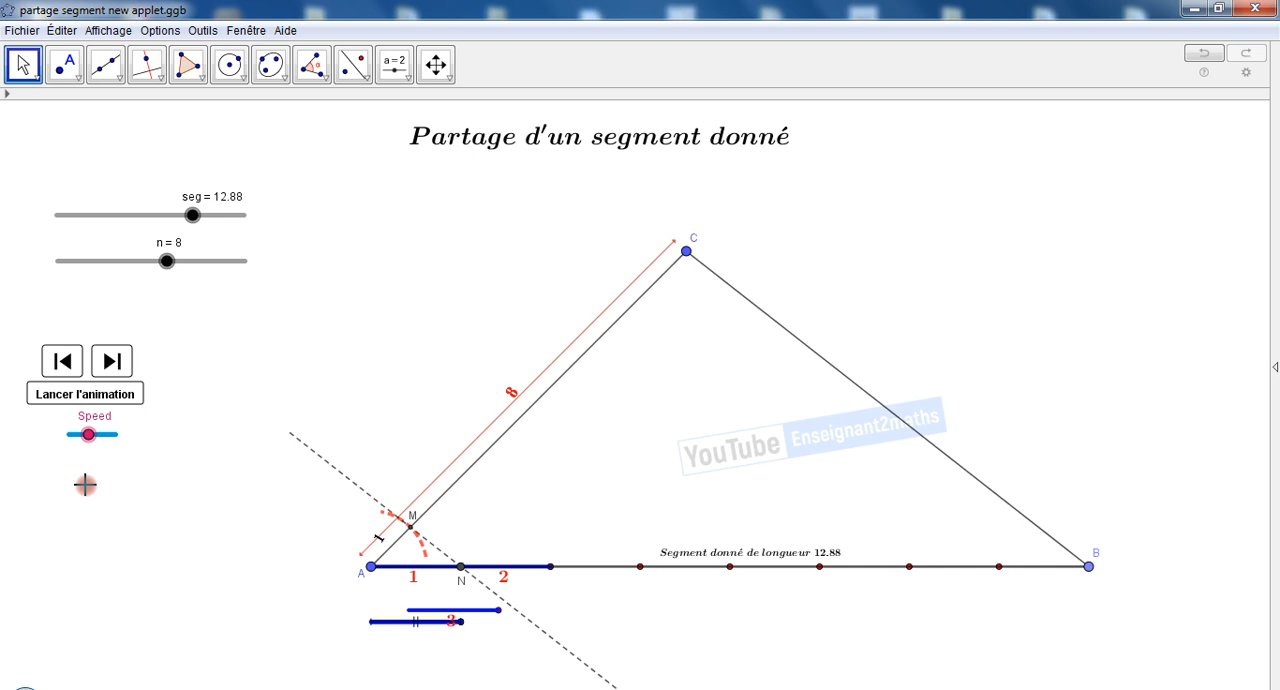 partage segment new applet.ggb
Fichier Éditer Affichage Options Outils Fenêtre Aide
A
α
a = 2
Partage d'un segment donné
seg = 12.88
n = 8
C
8
Lancer l'animation
Speed
YouTube Enseignant2maths
M
1
Segment donné de longueur 12.88
A
B
1
2
N
3